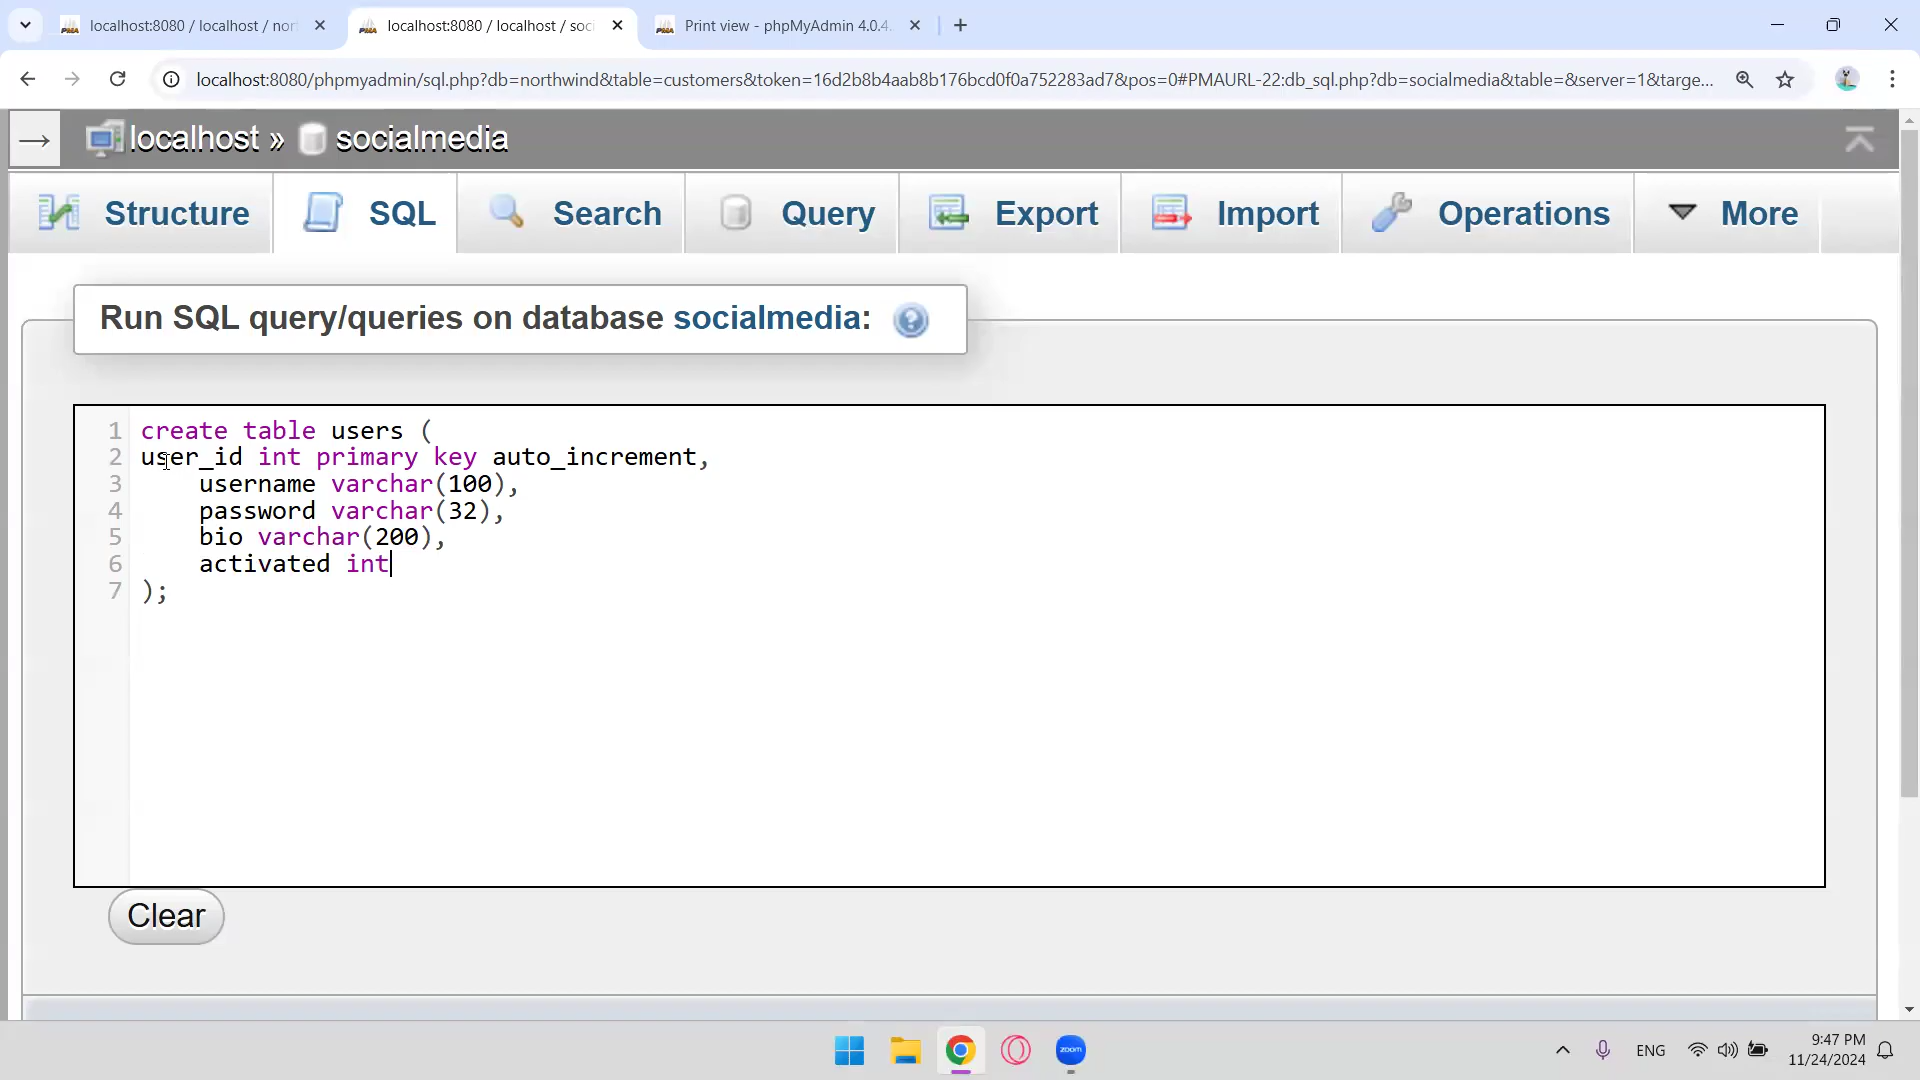 localhost:8080 / localhost / nor
localhost:8080 / localhost / soci
Print view - phpMyAdmin 4.0.4.
localhost:8080/phpmyadmin/sql.php?db=northwind&table=customers&token=16d2b8b4aab8b176bcd0f0a752283ad7&pos=0#PMAURL-22:db_sql.php?db=socialmedia&table=&server=1&targe...
localhost » socialmedia
Structure
SQL
Search
Query
Export
Import
Operations
More
Run SQL query/queries on database socialmedia:
1 create table users (
2 user_id int primary key auto_increment,
3 username varchar(100),
4 password varchar(32),
5 bio varchar(200),
6 activated int
7 );
Clear
zoom
ENG
9:47 PM
11/24/2024